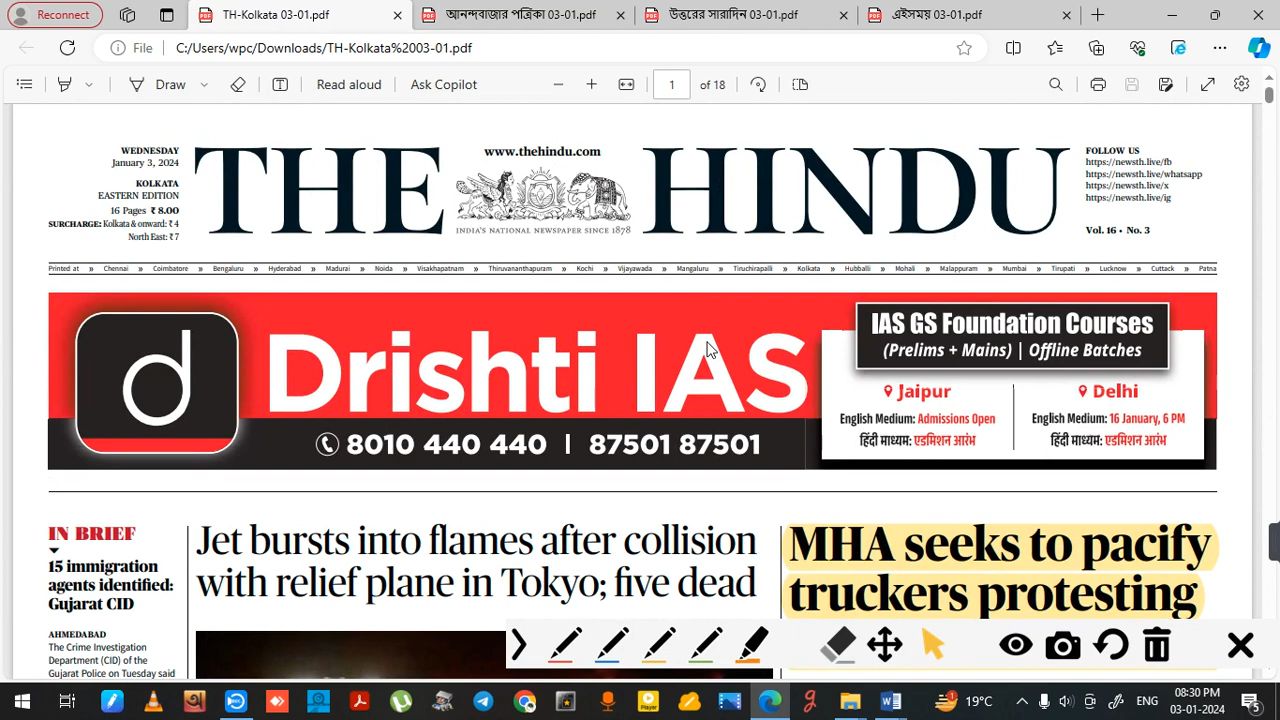 Reconnect
TH-Kolkata 03-01.pdf
আনন্দবাজার পত্রিকা 03-01.pdf
উত্তরের সারাদিন 03-01.pdf
এইসময় 03-01.pdf
File
C:/Users/wpc/Downloads/TH-Kolkata%2003-01.pdf
Draw
Read aloud
Ask Copilot
1 of 18
WEDNESDAY
January 3, 2024
KOLKATA
EASTERN EDITION
16 Pages ₹ 8.00
SURCHARGE: Kolkata & onward: ₹ 4
North East: ₹ 7
THE HINDU
www.thehindu.com
INDIA'S NATIONAL NEWSPAPER SINCE 1878
FOLLOW US
https://newsth.live/fb
https://newsth.live/whatsapp
https://newsth.live/x
https://newsth.live/ig
Vol. 16 • No. 3
Printed at » Chennai » Coimbatore » Bengaluru » Hyderabad » Madurai » Noida » Visakhapatnam » Thiruvananthapuram » Kochi » Vijayawada » Mangaluru » Tiruchirapalli » Kolkata » Hubballi » Mohali » Malappuram » Mumbai » Tirupati » Lucknow » Cuttack » Patna
d
Drishti IAS
8010 440 440 | 87501 87501
IAS GS Foundation Courses
(Prelims + Mains) | Offline Batches
Jaipur
English Medium: Admissions Open
हिंदी माध्यम: एडमिशन आरंभ
Delhi
English Medium: 16 January, 6 PM
हिंदी माध्यम: एडमिशन आरंभ
IN BRIEF
15 immigration
agents identified:
Gujarat CID
AHMEDABAD
The Crime Investigation
Department (CID) of the
Gujarat Police on Tuesday said
Jet bursts into flames after collision
with relief plane in Tokyo; five dead
MHA seeks to pacify
truckers protesting
19°C
ENG
08:30 PM
03-01-2024
5